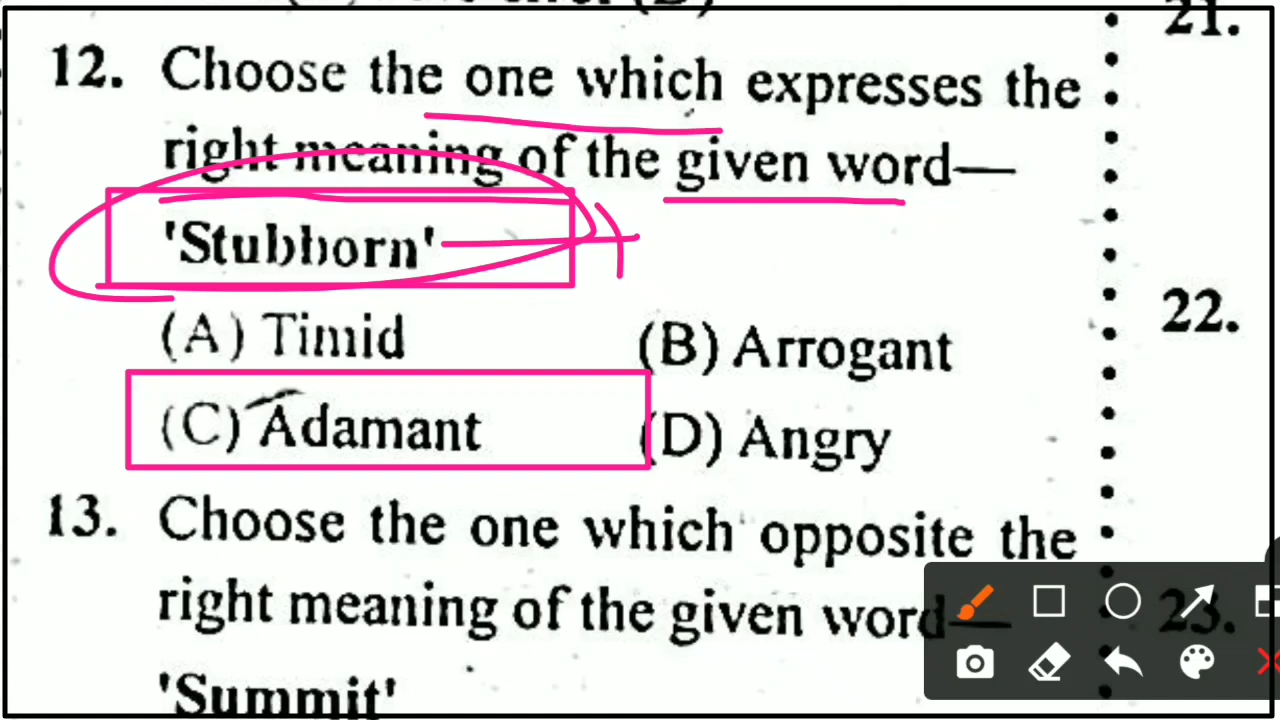 21.
12. Choose the one which expresses the
right meaning of the given word—
'Stubborn'
(A) Timid (B) Arrogant
(C) Adamant (D) Angry
22.
13. Choose the one which opposite the
right meaning of the given word—
23.
'Summit'